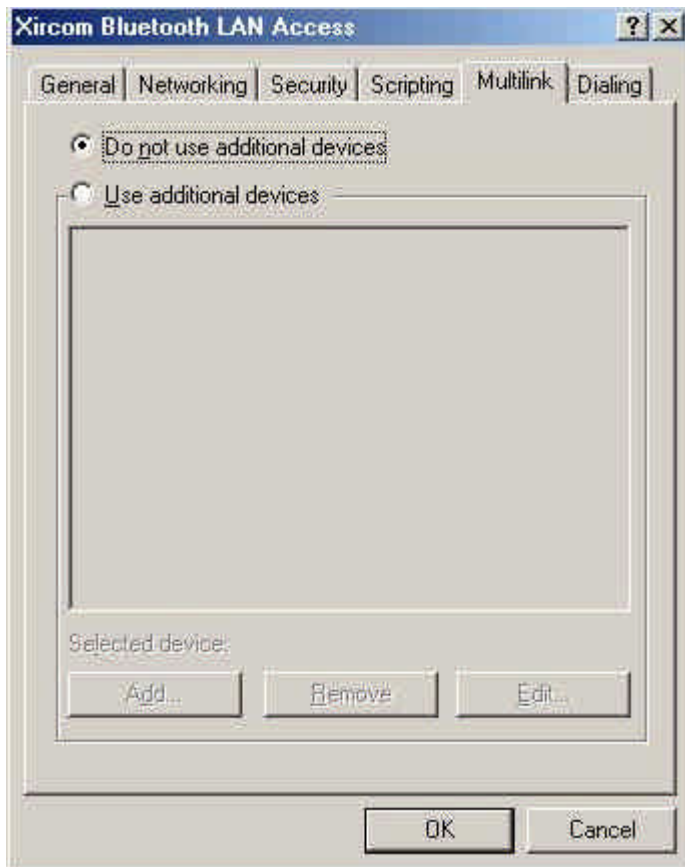 Xircom Bluetooth LAN Access ? ×
General Networking Security Scripting Multilink Dialing
Do not use additional devices
Use additional devices
Selected device:
Add... Remove Edit...
OK Cancel